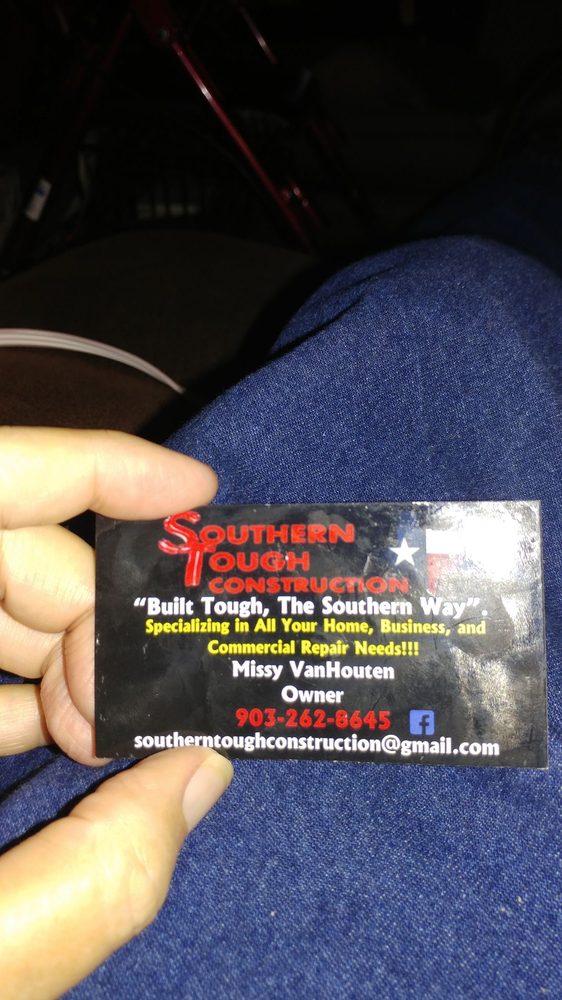 SOUTHERN
TOUGH
CONSTRUCTION
“Built Tough, The Southern Way”.
Specializing in All Your Home, Business, and
Commercial Repair Needs!!!
Missy VanHouten
Owner
903-262-8645 f
southerntoughconstruction@gmail.com